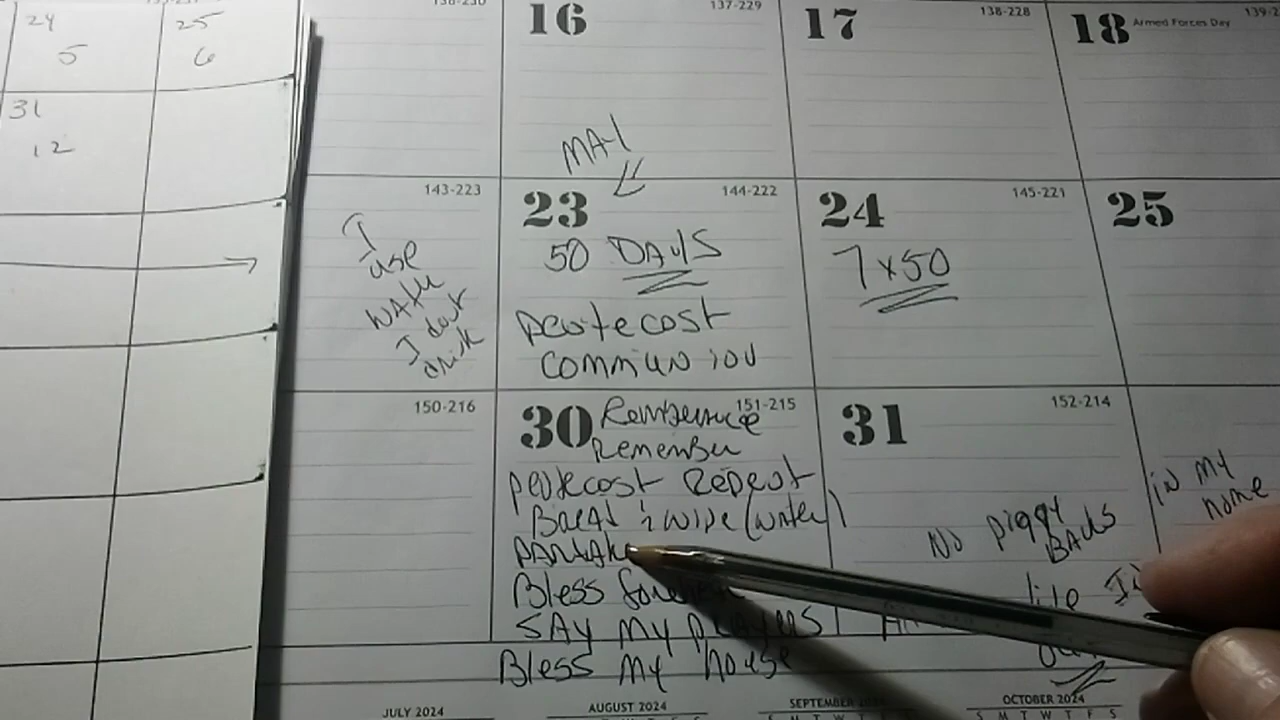 24 25
5 6
31
12
16 137-229
17 138-228
18 Armed Forces Day
MAY
143-223
23 144-222
24 145-221
25
I
use
I dont
drink
50 DAYS
7x50
pentecost
communion
150-216
30 151-215
31 152-214
Remember
pentecost Repeat
Bread & wine (water)
Bless
SAY My prayers
Bless My house
No piggy
BAcks
in My
name
JULY 2024 AUGUST 2024 SEPTEMBER OCTOBER 2024